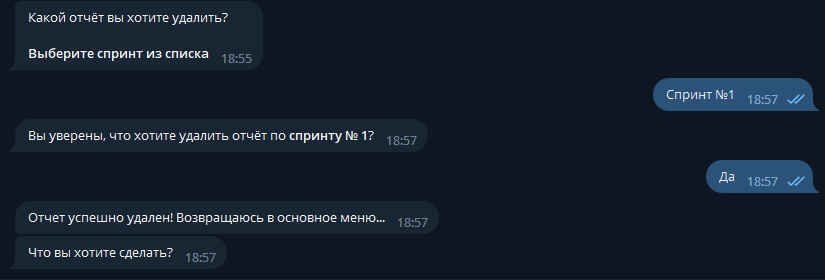 Какой отчёт вы хотите удалить?
Выберите спринт из списка
18:55
Спринт №1
18:57
Вы уверены, что хотите удалить отчёт по спринту № 1?
18:57
Да
18:57
Отчет успешно удален! Возвращаюсь в основное меню...
18:57
Что вы хотите сделать?
18:57